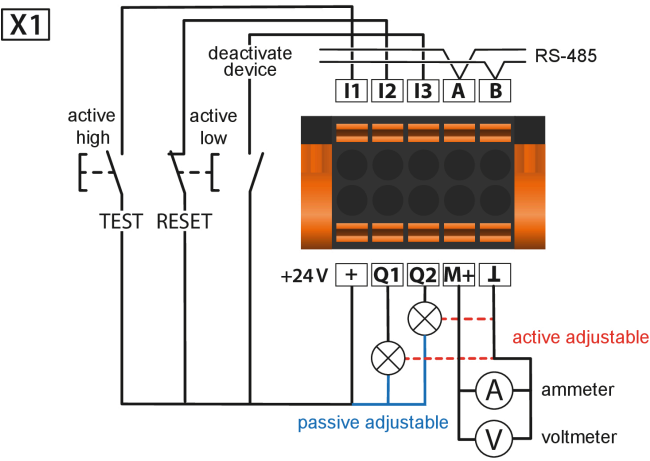 X1
deactivate
device
RS-485
I1 I2 I3 A B
active
high
active
low
TEST RESET
+24 V + Q1 Q2 M+ ⊥
active adjustable
A ammeter
passive adjustable
V voltmeter